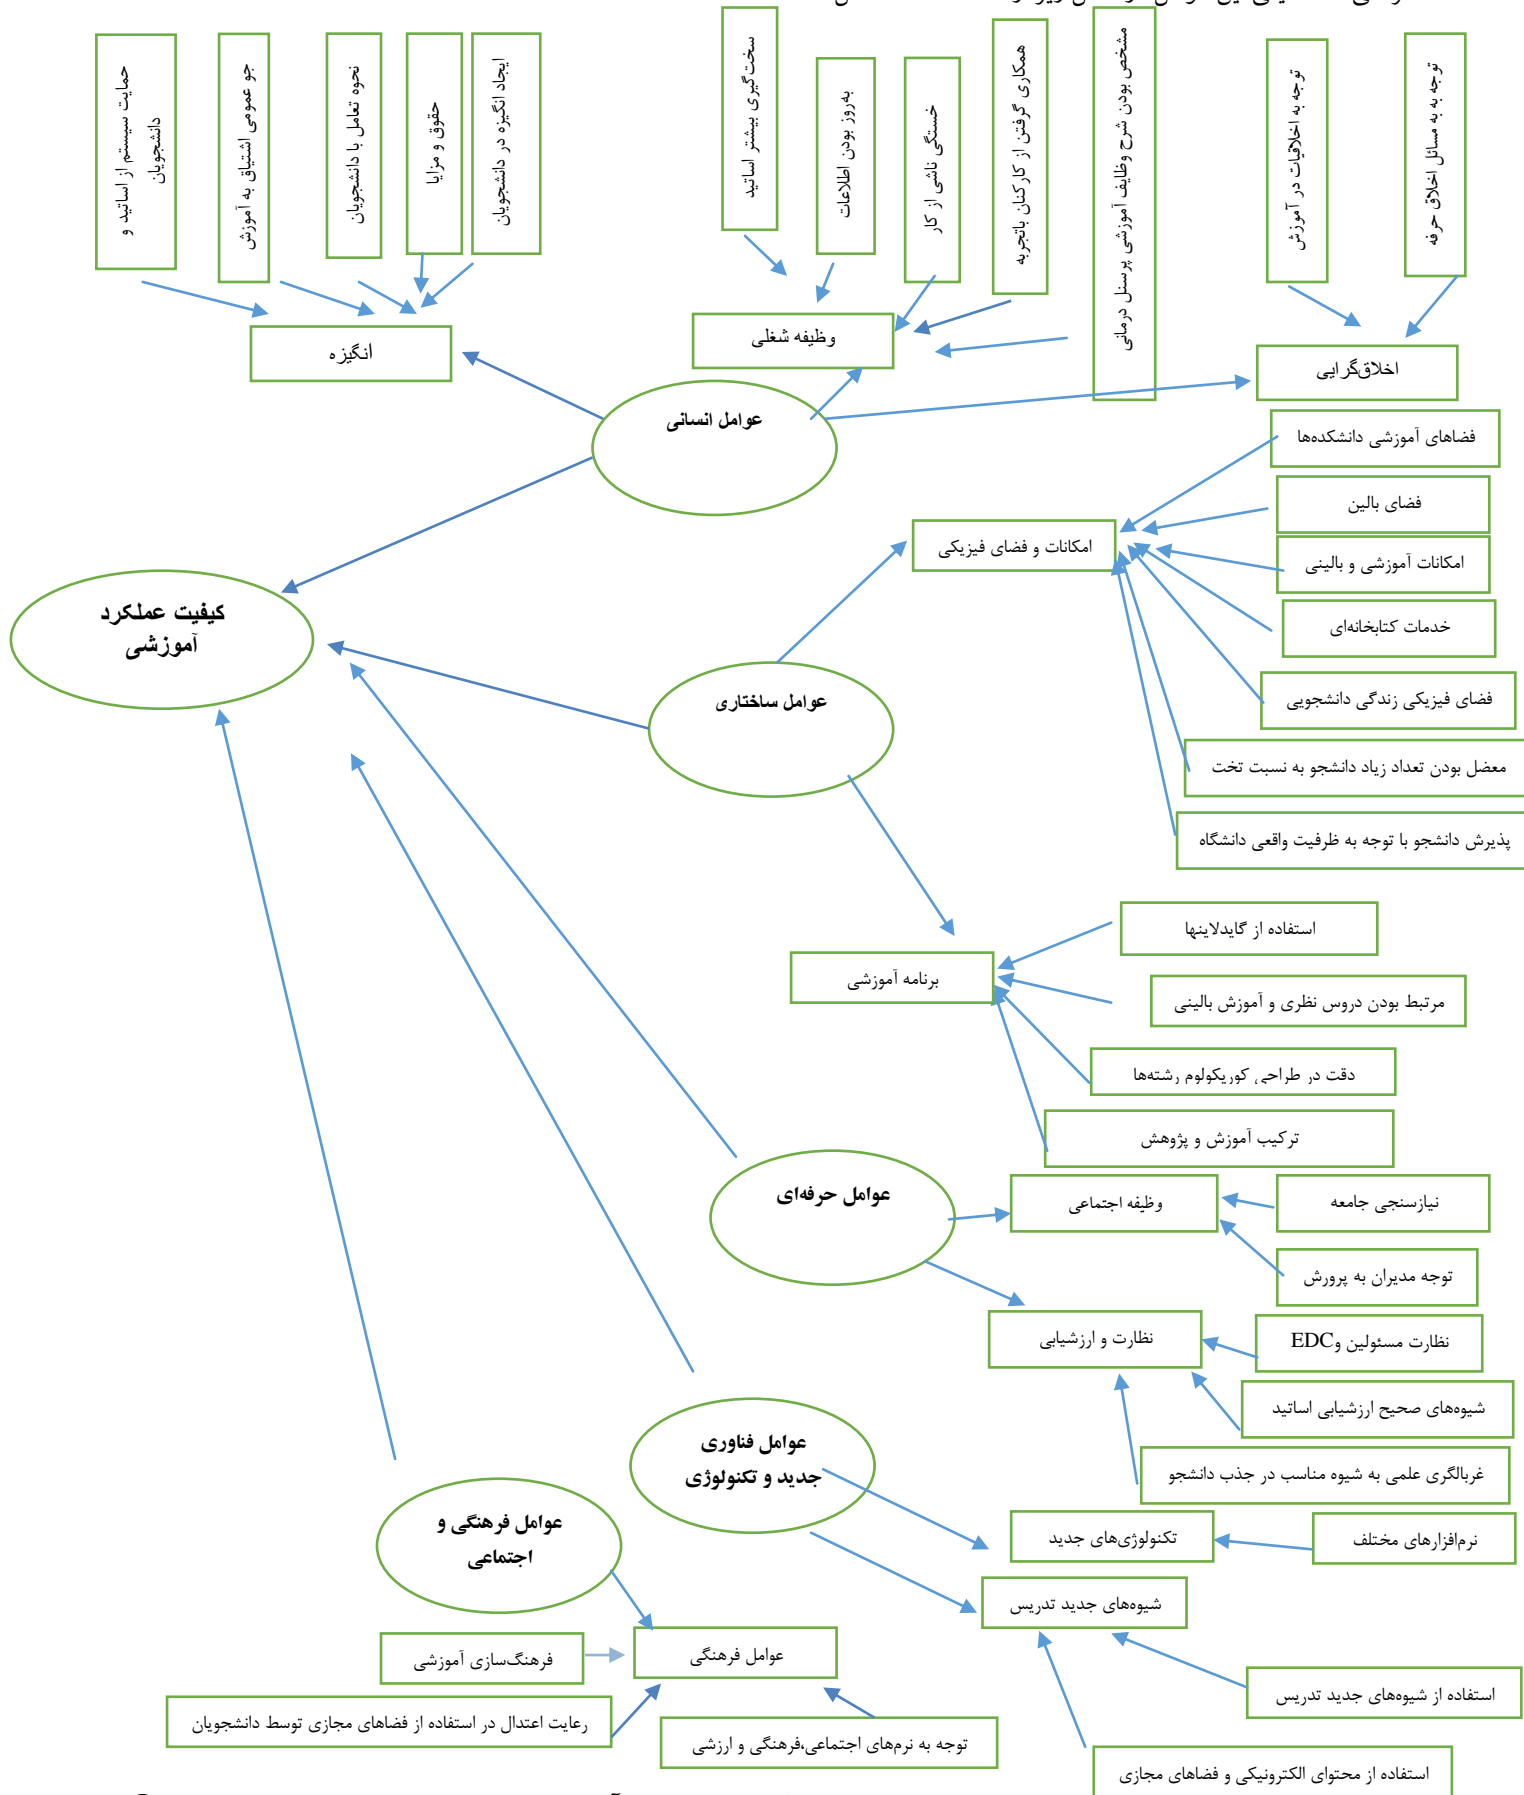 توجه به به مسائل اخلاق حرفه
توجه به اخلاقیات در آموزش
مشخص بودن شرح وظایف آموزشی پرسنل درمانی
همکاری گرفتن از کارکنان باتجربه
خستگی ناشی از کار
به‌روز بودن اطلاعات
سخت‌گیری بیشتر اساتید
ایجاد انگیزه در دانشجویان
حقوق و مزایا
نحوه تعامل با دانشجویان
جو عمومی اشتیاق به آموزش
حمایت سیستم از اساتید و
دانشجویان
اخلاق‌گرایی
وظیفه شغلی
انگیزه
عوامل انسانی
فضاهای آموزشی دانشکده‌ها
فضای بالین
امکانات و فضای فیزیکی
امکانات آموزشی و بالینی
خدمات کتابخانه‌ای
کیفیت عملکرد
آموزشی
عوامل ساختاری
فضای فیزیکی زندگی دانشجویی
معضل بودن تعداد زیاد دانشجو به نسبت تخت
پذیرش دانشجو با توجه به ظرفیت واقعی دانشگاه
استفاده از گایدلاینها
برنامه آموزشی
مرتبط بودن دروس نظری و آموزش بالینی
دقت در طراحی کوریکولوم رشته‌ها
ترکیب آموزش و پژوهش
عوامل حرفه‌ای
وظیفه اجتماعی
نیازسنجی جامعه
توجه مدیران به پرورش
نظارت و ارزشیابی
نظارت مسئولین وEDC
شیوه‌های صحیح ارزشیابی اساتید
غربالگری علمی به شیوه مناسب در جذب دانشجو
عوامل فناوری
جدید و تکنولوژی
تکنولوژی‌های جدید
نرم‌افزارهای مختلف
عوامل فرهنگی و
اجتماعی
شیوه‌های جدید تدریس
عوامل فرهنگی
فرهنگ‌سازی آموزشی
استفاده از شیوه‌های جدید تدریس
رعایت اعتدال در استفاده از فضاهای مجازی توسط دانشجویان
توجه به نرم‌های اجتماعی،فرهنگی و ارزشی
استفاده از محتوای الکترونیکی و فضاهای مجازی